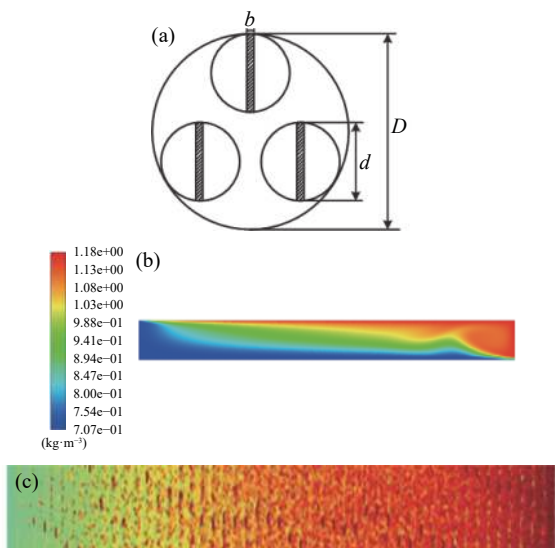 (a)
b
D
d
(b)
1.18e+00
1.13e+00
1.08e+00
1.03e+00
9.88e−01
9.41e−01
8.94e−01
8.47e−01
8.00e−01
7.54e−01
7.07e−01
(kg·m⁻³)
(c)